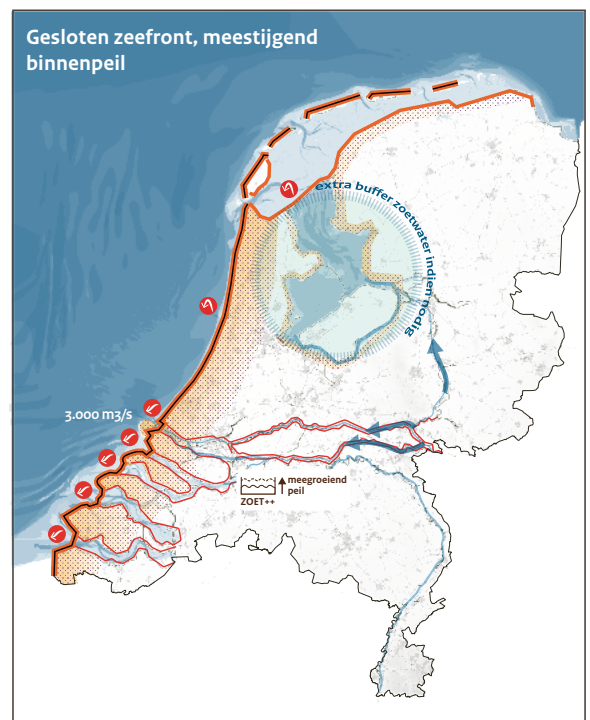 Gesloten zeefront, meestijgend
binnenpeil
extra buffer zoetwater indien nodig
3.000 m3/s
meegroeiend
peil
ZOET++